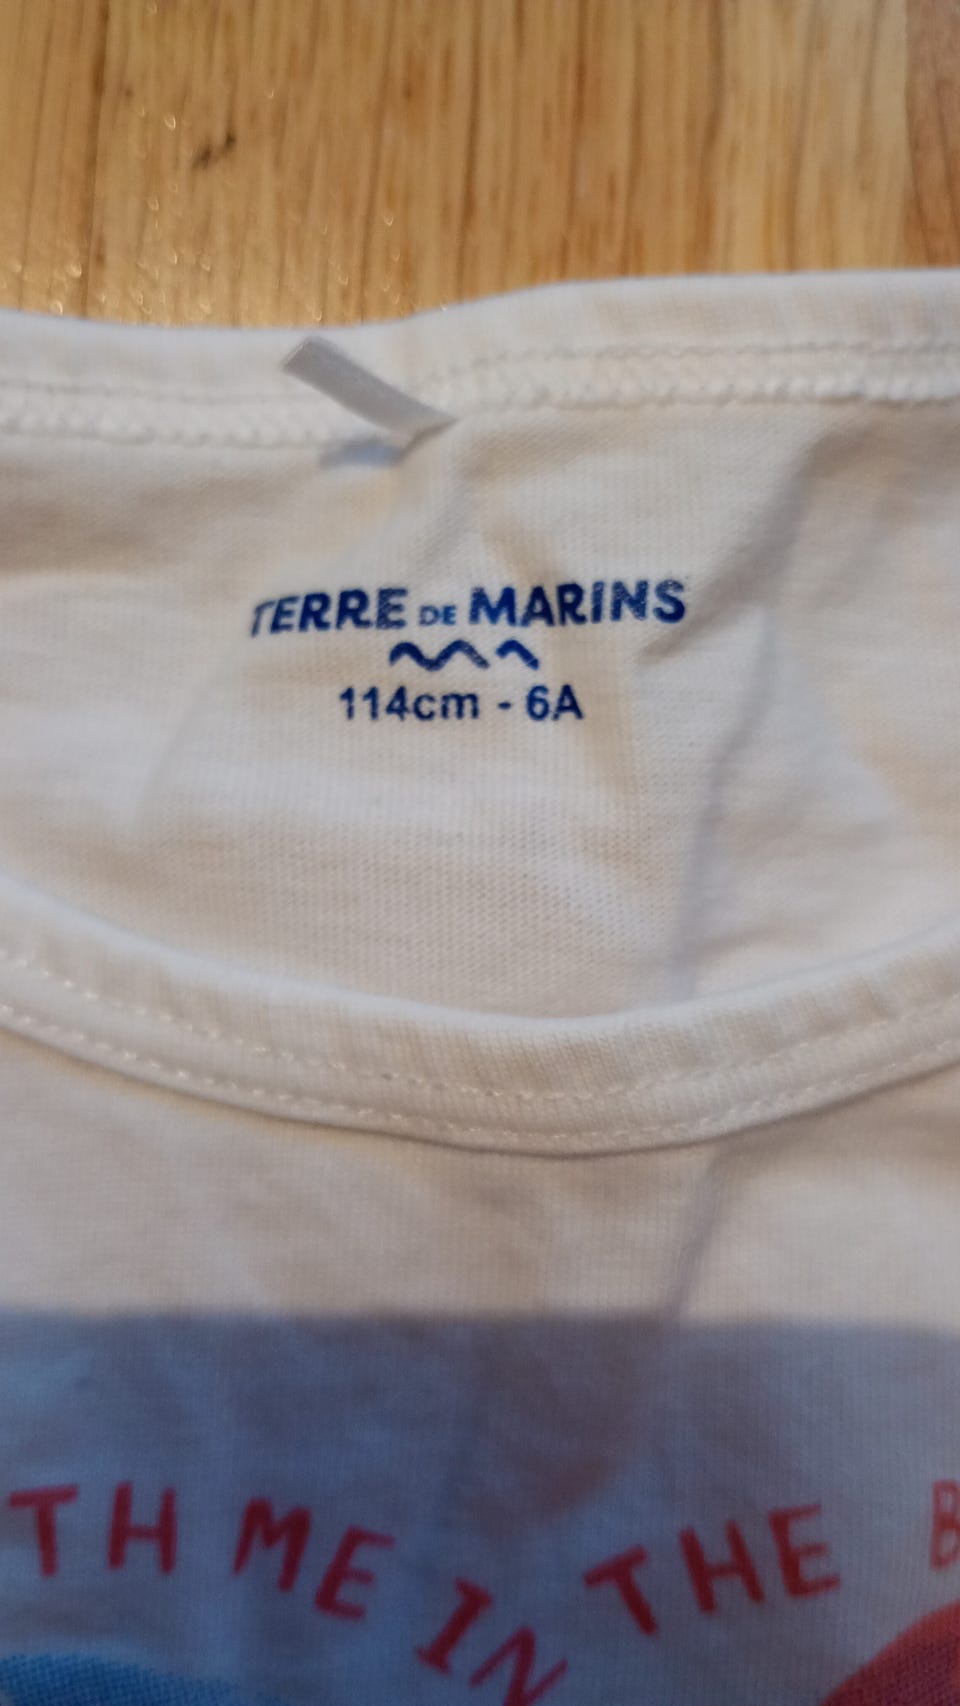 TERRE DE MARINS
114cm - 6A
TH ME IN THE B